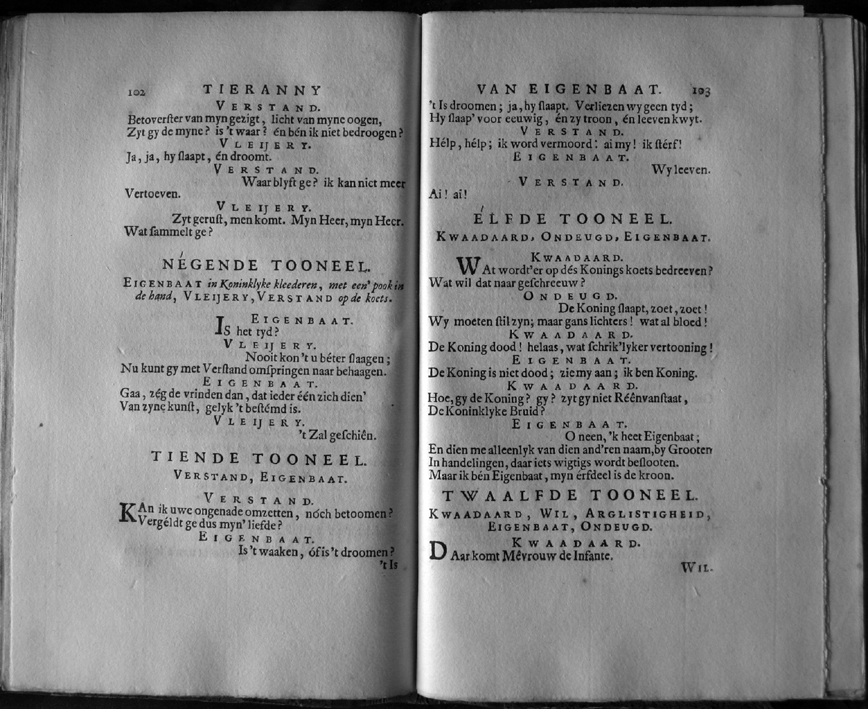 102 TIERANNY
VERSTAND.
Betoverster van myn gezigt, licht van myne oogen,
Zyt gy de myne? is 't waar? én bén ik niet bedroogen?
VLEIJERY.
Ja, ja, hy slaapt, én droomt.
VERSTAND.
Waar blyft ge? ik kan niet meer
Vertoeven.
VLEIJERY.
Zyt gerust, men komt. Myn Heer, myn Heer.
Wat sammelt ge?
NÉGENDE TOONEEL.
EIGENBAAT in Koninklyke kleederen, met een' pook in
de hand, VLEIJERY, VERSTAND op de koets.
EIGENBAAT.
IS het tyd?
VLEIJERY.
Nooit kon 't u béter slaagen;
Nu kunt gy met Verstand omspringen naar behaagen.
EIGENBAAT.
Gaa, zég de vrinden dan, dat ieder één zich dien'
Van zyne kunst, gelyk 't bestémd is.
VLEIJERY.
't Zal geschiên.
TIENDE TOONEEL.
VERSTAND, EIGENBAAT.
VERSTAND.
KAn ik uwe ongenade omzetten, nóch betoomen?
Vergéldt ge dus myn' liefde?
EIGENBAAT.
Is 't waaken, óf is 't droomen?
't Is
VAN EIGENBAAT. 103
't Is droomen; ja, hy slaapt. Verliezen wy geen tyd;
Hy slaap' voor eeuwig, én zy troon, én leeven kwyt.
VERSTAND.
Hélp, hélp; ik word vermoord: ai my! ik stérf!
EIGENBAAT.
Wy leeven.
VERSTAND.
Ai! ai!
ÉLFDE TOONEEL.
KWAADAARD, ONDEUGD, EIGENBAAT.
KWAADAARD.
WAt wordt'er op dés Konings koets bedreeven?
Wat wil dat naar geschreeuw?
ONDEUGD.
De Koning slaapt, zoet, zoet!
Wy moeten stil zyn; maar gans lichters! wat al bloed!
KWAADAARD.
De Koning dood! helaas, wat schrik'lyker vertooning!
EIGENBAAT.
De Koning is niet dood; zie my aan; ik ben Koning.
KWAADAARD.
Hoe, gy de Koning? gy? zyt gy niet Réênvanstaat,
De Koninklyke Bruid?
EIGENBAAT.
O neen, 'k heet Eigenbaat;
En dien me alleenlyk van dien and'ren naam, by Grooten
In handelingen, daar iets wigtigs wordt beslooten.
Maar ik bén Eigenbaat, myn érfdeel is de kroon.
TWAALFDE TOONEEL.
KWAADAARD, WIL, ARGLISTIGHEID,
EIGENBAAT, ONDEUGD.
KWAADAARD.
DAar komt Mêvrouw de Infante.
WIL.